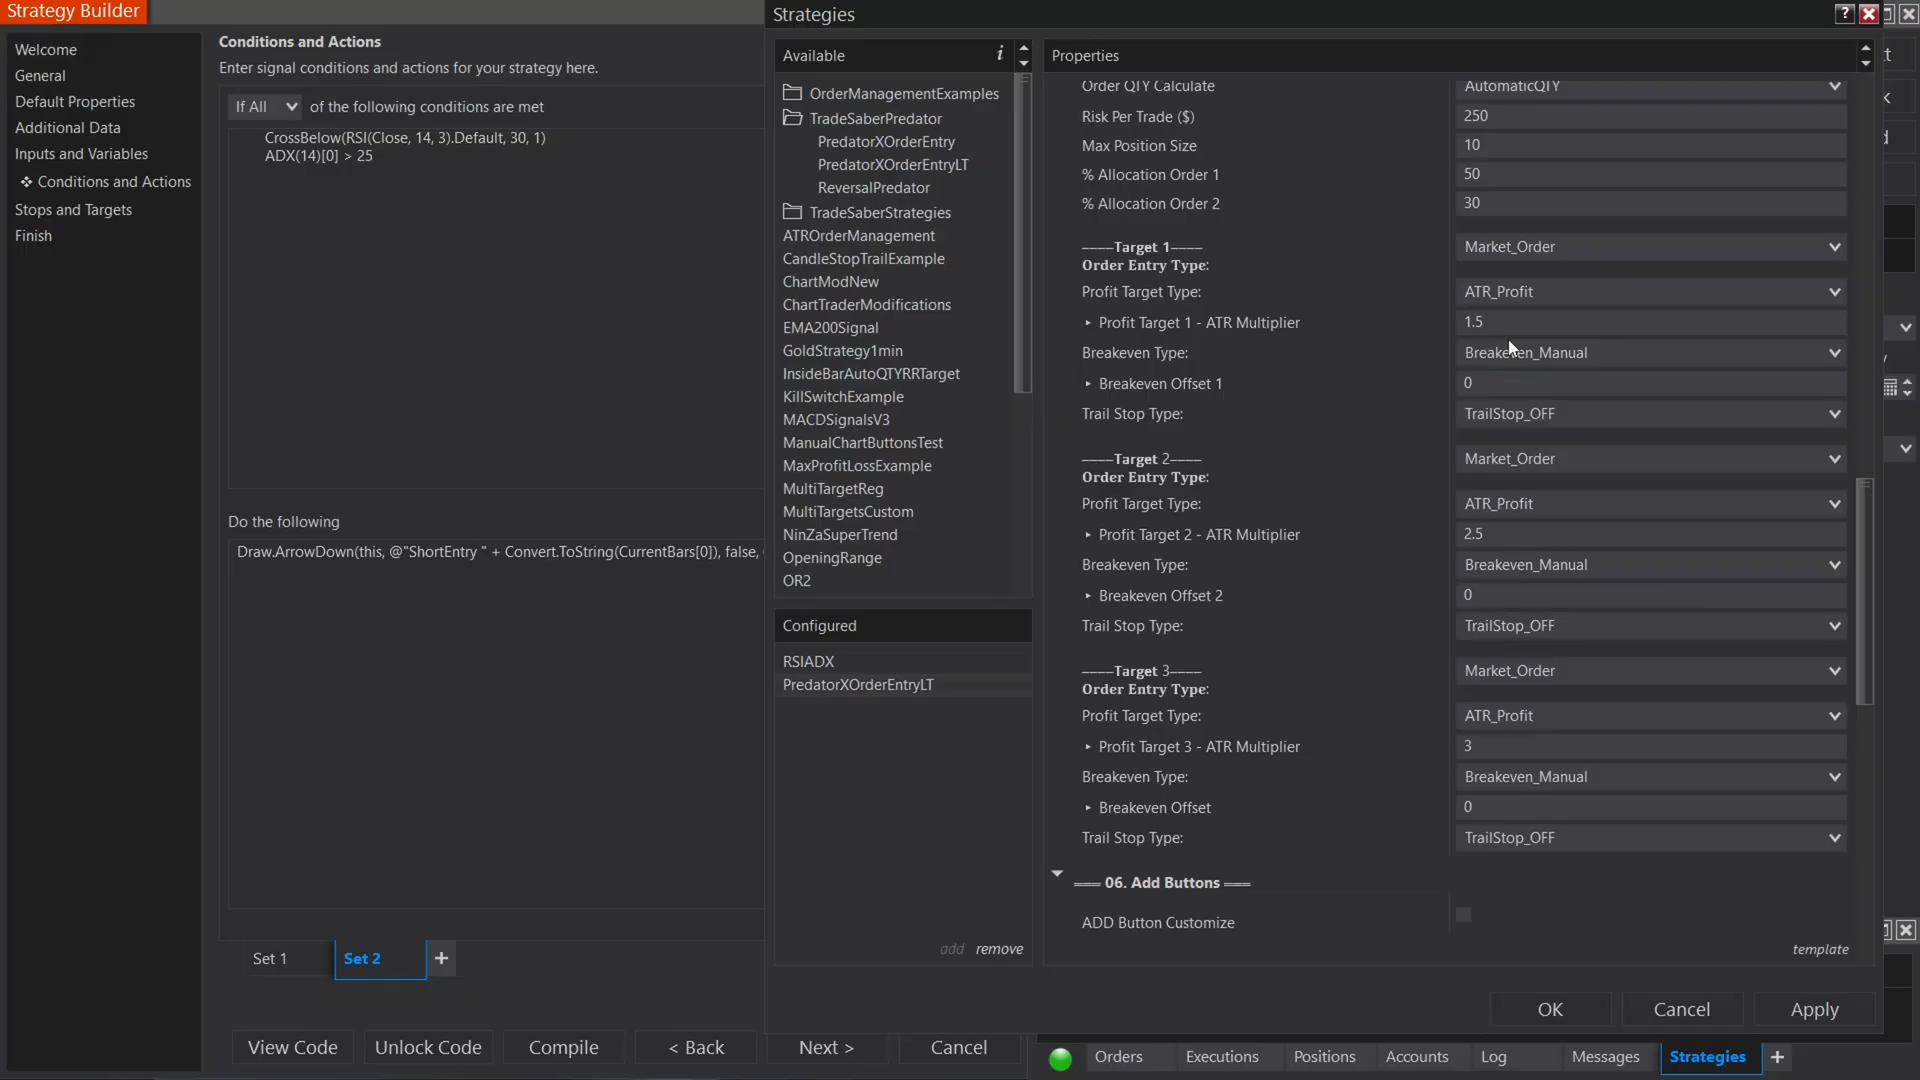 Strategy Builder
Welcome
General
Default Properties
Additional Data
Inputs and Variables
❖ Conditions and Actions
Stops and Targets
Finish
Conditions and Actions
Enter signal conditions and actions for your strategy here.
If All of the following conditions are met
CrossBelow(RSI(Close, 14, 3).Default, 30, 1)
ADX(14)[0] > 25
Do the following
Draw.ArrowDown(this, @"ShortEntry " + Convert.ToString(CurrentBars[0]), false,
Set 1
Set 2
+
View Code
Unlock Code
Compile
< Back
Next >
Cancel
Strategies
?
Available
i
OrderManagementExamples
TradeSaberPredator
PredatorXOrderEntry
PredatorXOrderEntryLT
ReversalPredator
TradeSaberStrategies
ATROrderManagement
CandleStopTrailExample
ChartModNew
ChartTraderModifications
EMA200Signal
GoldStrategy1min
InsideBarAutoQTYRRTarget
KillSwitchExample
MACDSignalsV3
ManualChartButtonsTest
MaxProfitLossExample
MultiTargetReg
MultiTargetsCustom
NinZaSuperTrend
OpeningRange
OR2
Configured
RSIADX
PredatorXOrderEntryLT
add remove
Properties
Order QTY Calculate AutomaticQTY
Risk Per Trade ($) 250
Max Position Size 10
% Allocation Order 1 50
% Allocation Order 2 30
----Target 1----
Order Entry Type: Market_Order
Profit Target Type: ATR_Profit
Profit Target 1 - ATR Multiplier 1.5
Breakeven Type: Breakeven_Manual
Breakeven Offset 1 0
Trail Stop Type: TrailStop_OFF
----Target 2----
Order Entry Type: Market_Order
Profit Target Type: ATR_Profit
Profit Target 2 - ATR Multiplier 2.5
Breakeven Type: Breakeven_Manual
Breakeven Offset 2 0
Trail Stop Type: TrailStop_OFF
----Target 3----
Order Entry Type: Market_Order
Profit Target Type: ATR_Profit
Profit Target 3 - ATR Multiplier 3
Breakeven Type: Breakeven_Manual
Breakeven Offset 0
Trail Stop Type: TrailStop_OFF
=== 06. Add Buttons ===
ADD Button Customize
template
OK
Cancel
Apply
Orders
Executions
Positions
Accounts
Log
Messages
Strategies
+